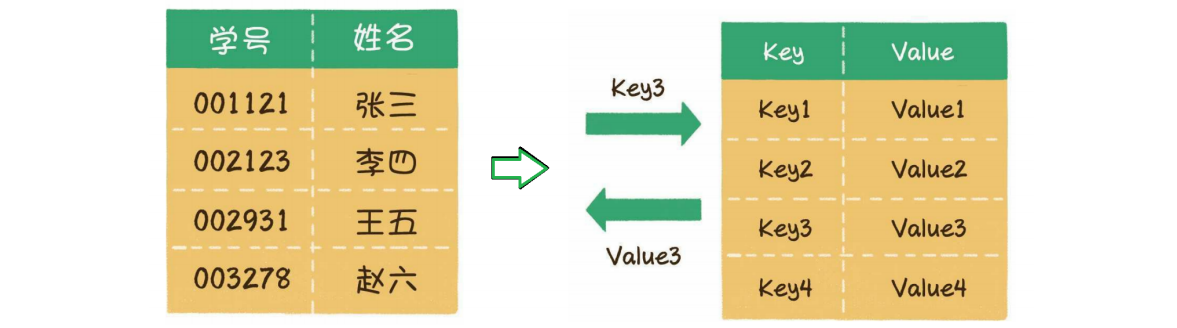 学号 姓名
001121 张三
002123 李四
002931 王五
003278 赵六
Key3
Value3
Key Value
Key1 Value1
Key2 Value2
Key3 Value3
Key4 Value4